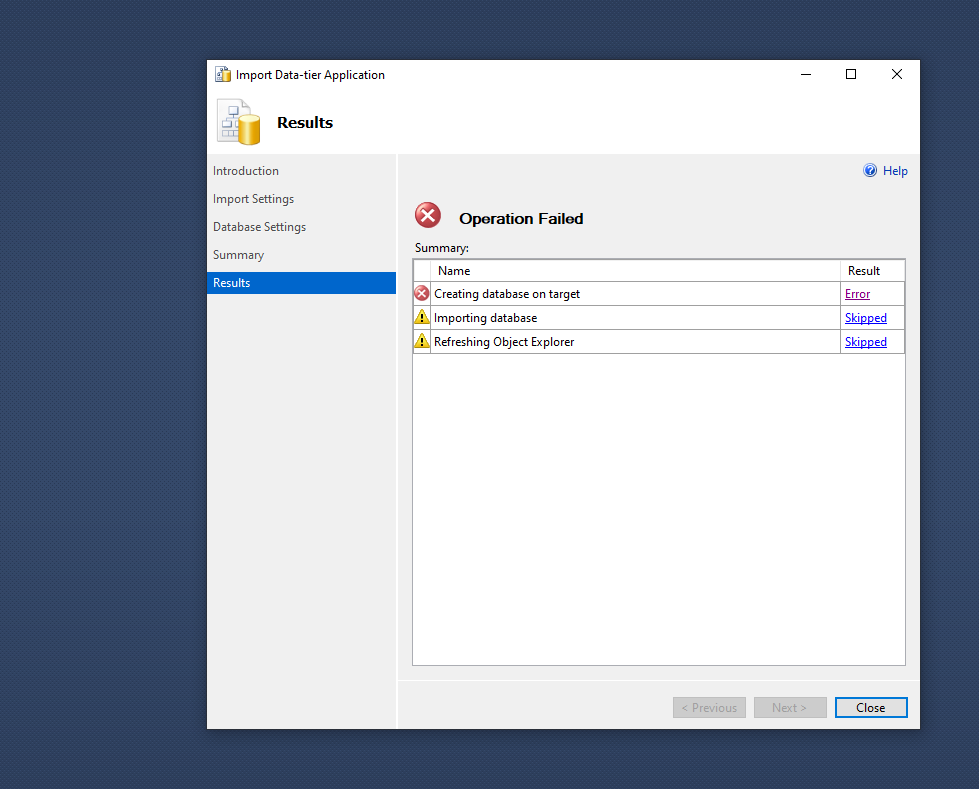 Import Data-tier Application
Results
Introduction
Import Settings
Database Settings
Summary
Results
Help
Operation Failed
Summary:
Name Result
Creating database on target Error
Importing database Skipped
Refreshing Object Explorer Skipped
< Previous Next > Close